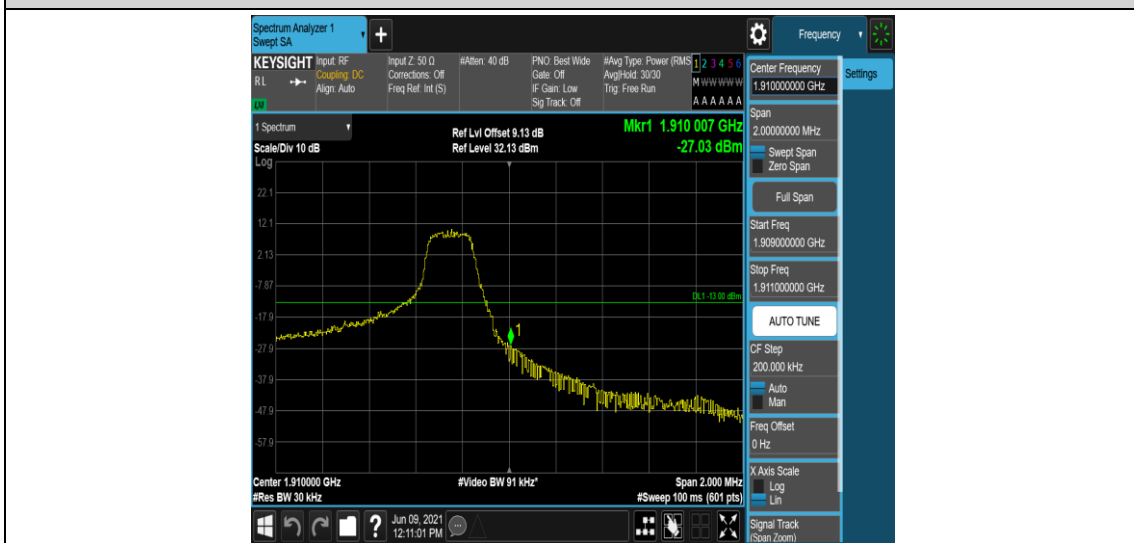 Spectrum Analyzer 1
Swept SA
+
Frequency
KEYSIGHT
RL
LXI
Input: RF
Coupling: DC
Align: Auto
Input Z: 50 Ω
Corrections: Off
Freq Ref: Int (S)
#Atten: 40 dB
PNO: Best Wide
Gate: Off
IF Gain: Low
Sig Track: Off
#Avg Type: Power (RMS
Avg|Hold: 30/30
Trig: Free Run
1 2 3 4 5 6
M W W W W W
A A A A A A
1 Spectrum
Scale/Div 10 dB
Log
Ref Lvl Offset 9.13 dB
Ref Level 32.13 dBm
Mkr1 1.910 007 GHz
-27.03 dBm
22.1
12.1
2.13
-7.87
-17.9
-27.9
-37.9
-47.9
-57.9
DL1 -13.00 dBm
1
Center 1.910000 GHz
#Res BW 30 kHz
#Video BW 91 kHz*
Span 2.000 MHz
#Sweep 100 ms (601 pts)
?
Jun 09, 2021
12:11:01 PM
Center Frequency
1.910000000 GHz
Settings
Span
2.00000000 MHz
Swept Span
Zero Span
Full Span
Start Freq
1.909000000 GHz
Stop Freq
1.911000000 GHz
AUTO TUNE
CF Step
200.000 kHz
Auto
Man
Freq Offset
0 Hz
X Axis Scale
Log
Lin
Signal Track
(Span Zoom)